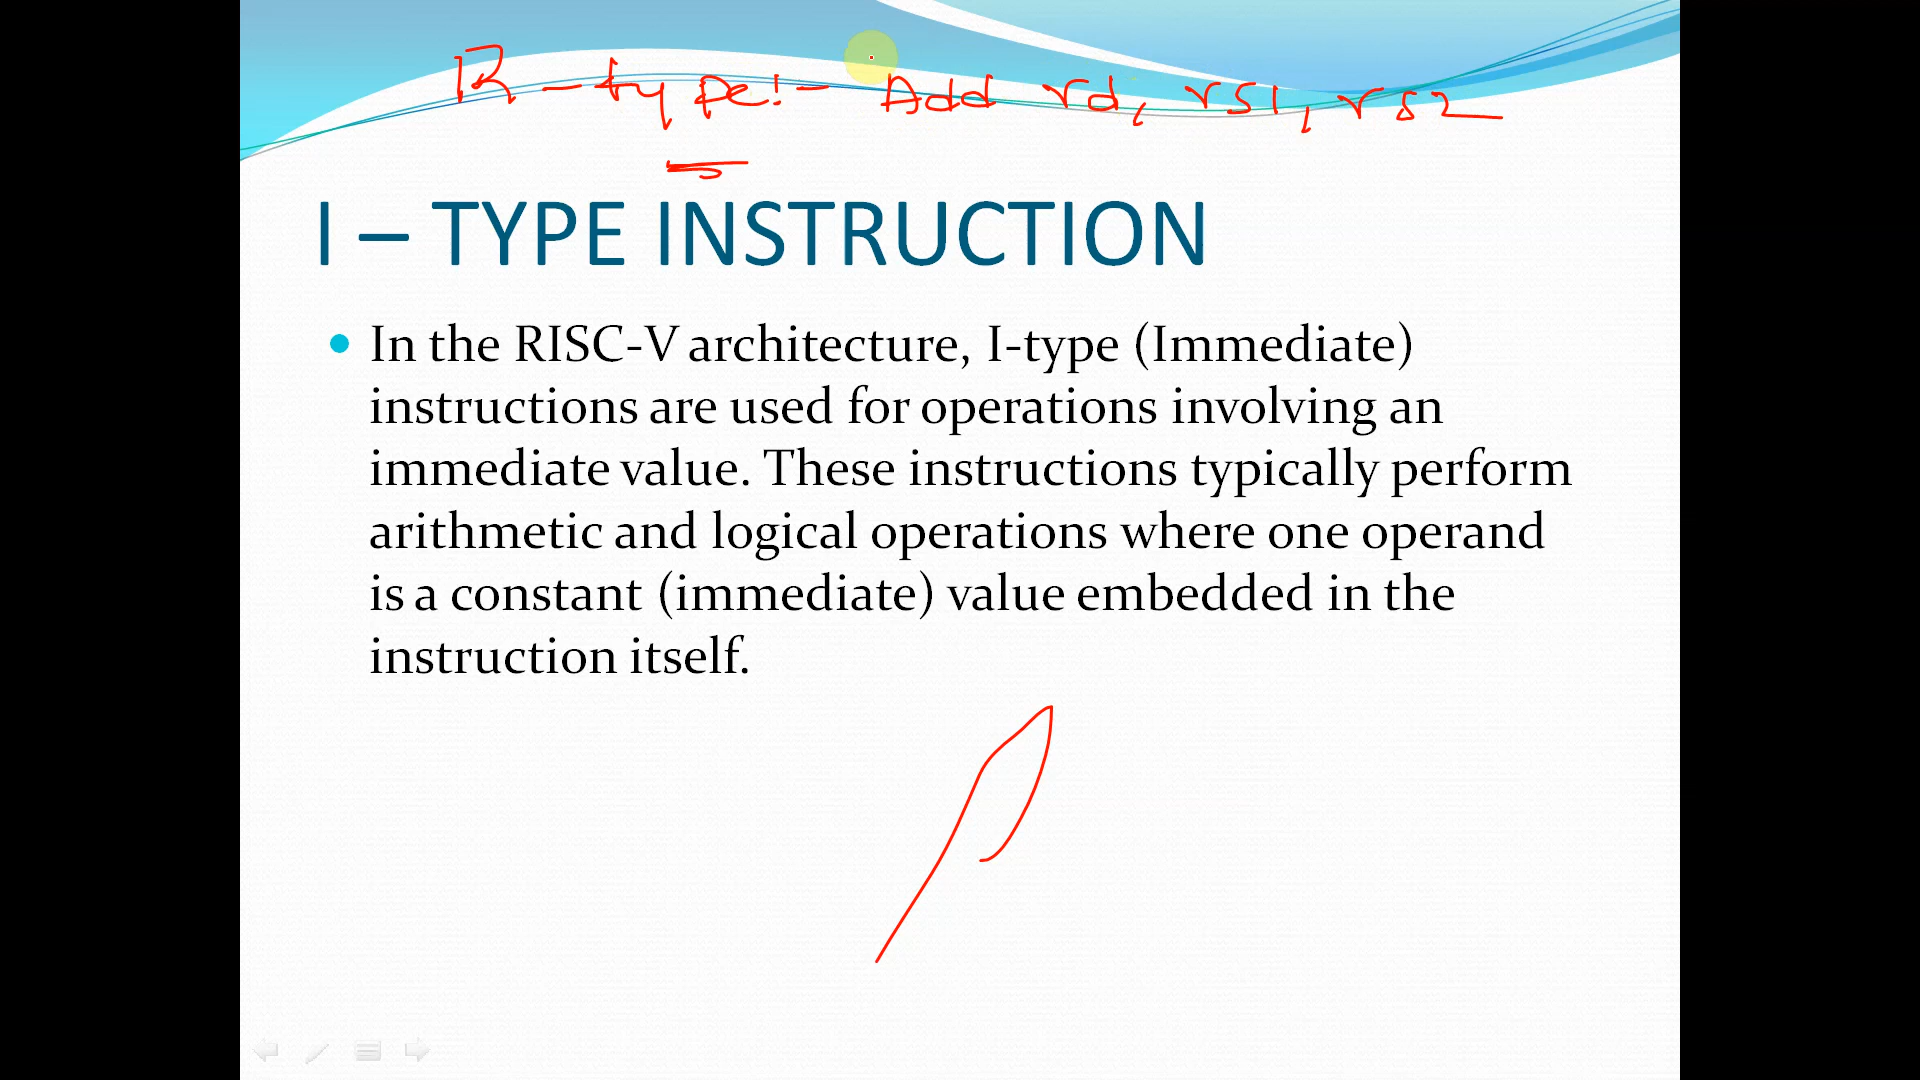 R - type :- Add rd, rs1, rs2
I – TYPE INSTRUCTION
In the RISC-V architecture, I-type (Immediate)
instructions are used for operations involving an
immediate value. These instructions typically perform
arithmetic and logical operations where one operand
is a constant (immediate) value embedded in the
instruction itself.